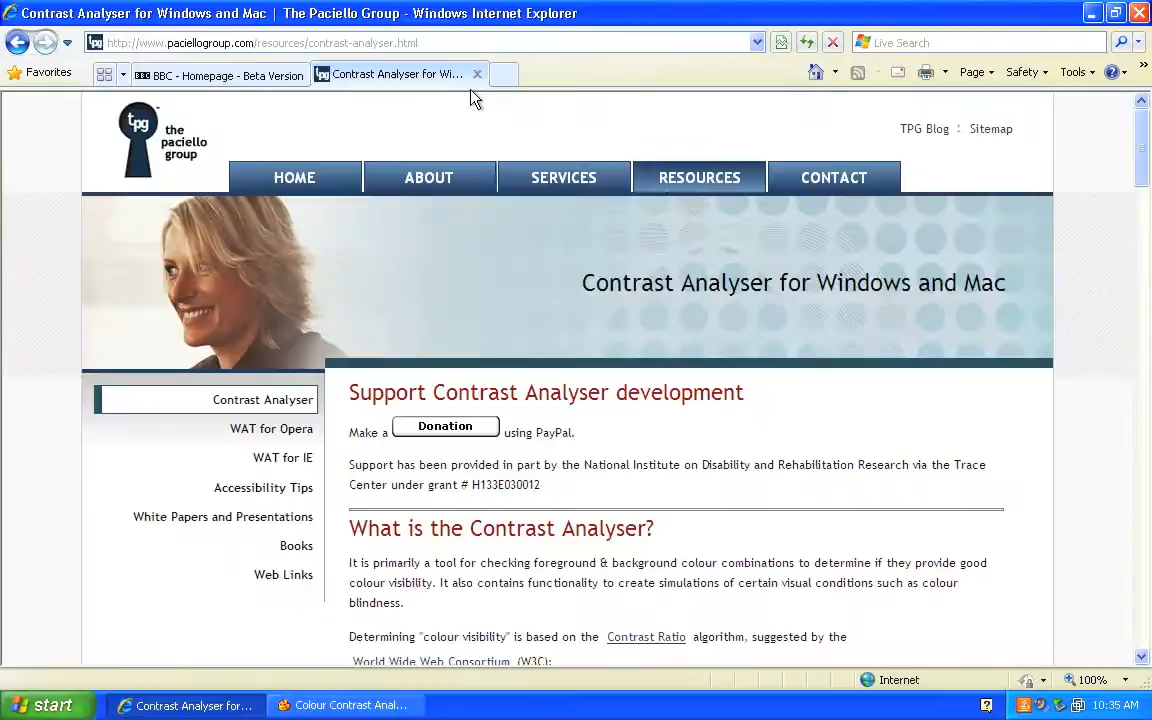 Contrast Analyser for Windows and Mac | The Paciello Group - Windows Internet Explorer
http://www.paciellogroup.com/resources/contrast-analyser.html
Live Search
Favorites
BBC - Homepage - Beta Version
Contrast Analyser for Wi...
Page
Safety
Tools
tpg
the
paciello
group
TPG Blog : Sitemap
HOME
ABOUT
SERVICES
RESOURCES
CONTACT
Contrast Analyser for Windows and Mac
Contrast Analyser
WAT for Opera
WAT for IE
Accessibility Tips
White Papers and Presentations
Books
Web Links
Support Contrast Analyser development
Make a Donation using PayPal.
Support has been provided in part by the National Institute on Disability and Rehabilitation Research via the Trace
Center under grant # H133E030012
What is the Contrast Analyser?
It is primarily a tool for checking foreground & background colour combinations to determine if they provide good
colour visibility. It also contains functionality to create simulations of certain visual conditions such as colour
blindness.
Determining "colour visibility" is based on the Contrast Ratio algorithm, suggested by the
World Wide Web Consortium (W3C):
Internet
100%
start
Contrast Analyser for...
Colour Contrast Anal...
10:35 AM